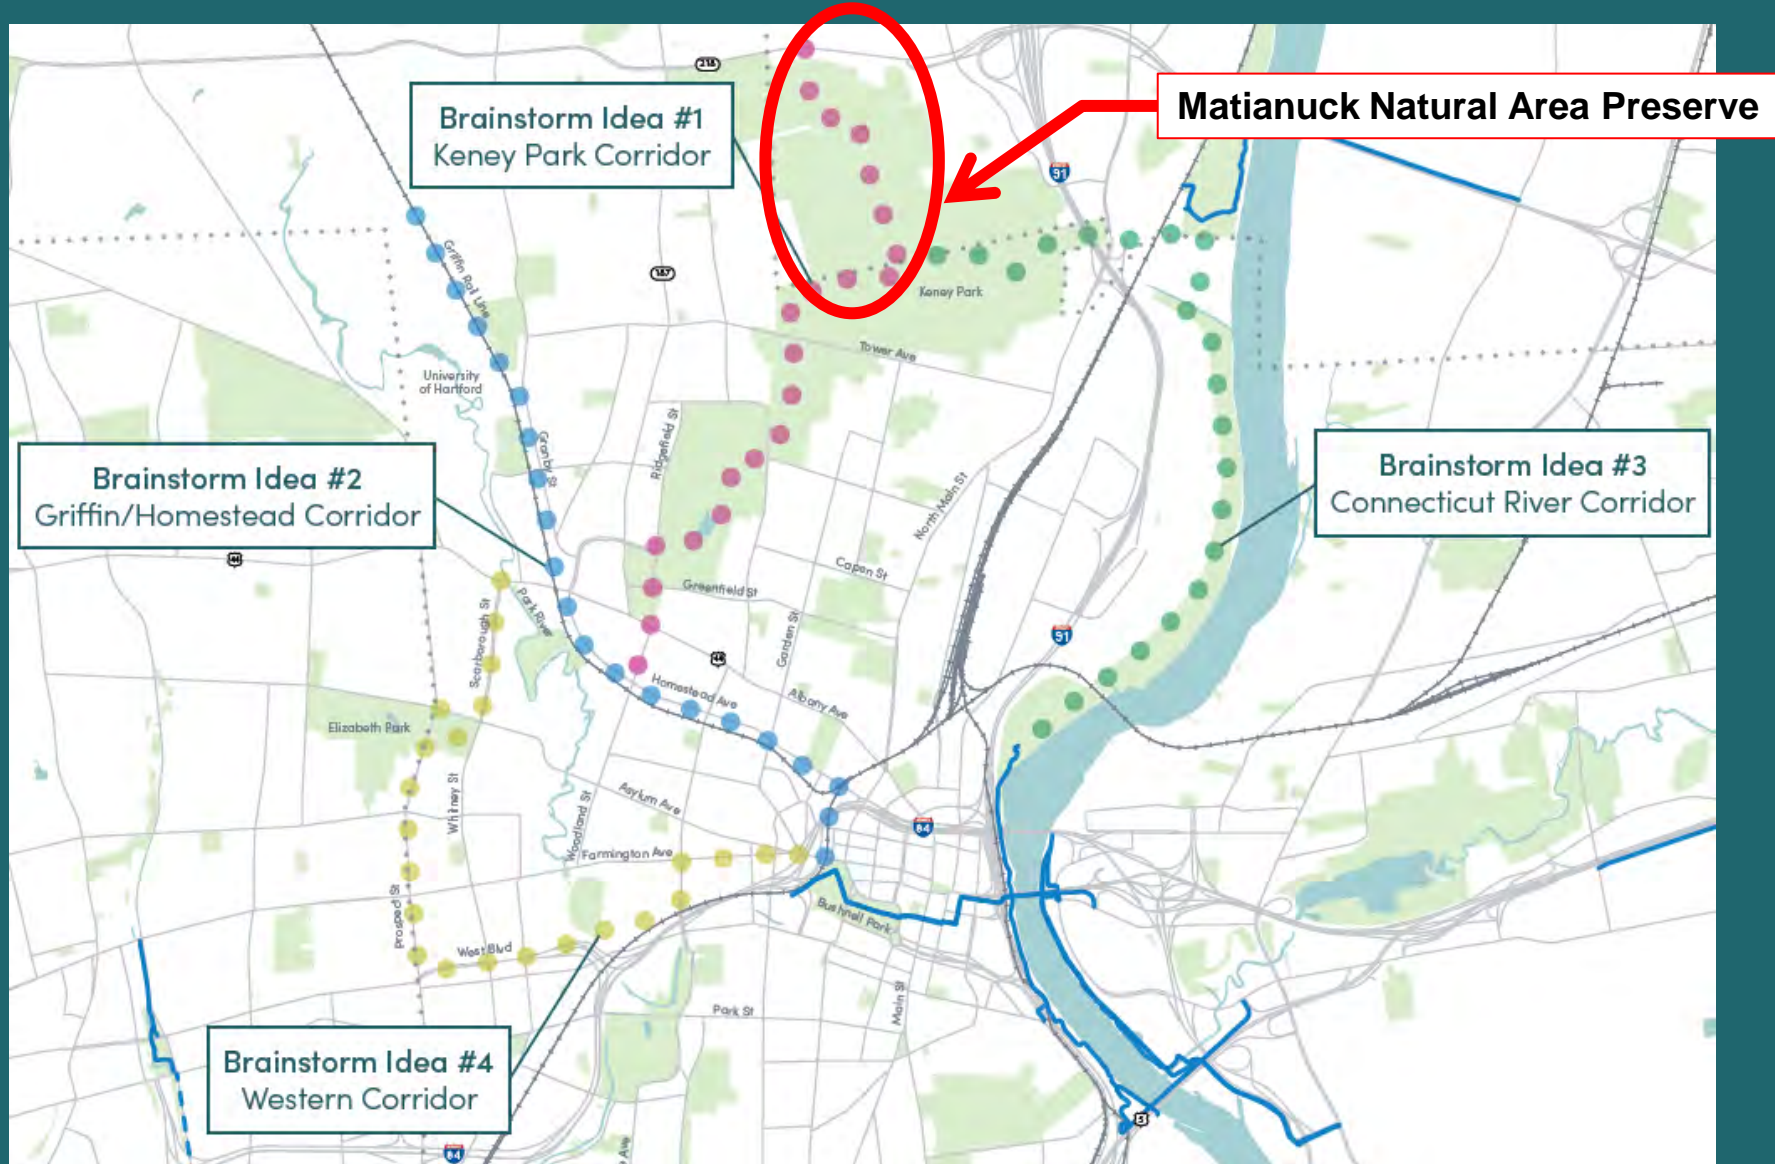 218
Brainstorm Idea #1
Keney Park Corridor
Matianuck Natural Area Preserve
91
Griffin Rail Line
187
Keney Park
Tower Ave
University
of Hartford
Ridgefield St
Granby St
Brainstorm Idea #2
Griffin/Homestead Corridor
Brainstorm Idea #3
Connecticut River Corridor
North Main St
44
Capen St
Greenfield St
Scarborough St
Park River
Garden St
91
44
Homestead Ave
Albany Ave
Elizabeth Park
Whitney St
Asylum Ave
Woodland St
84
Farmington Ave
Prospect St
Bushnell Park
West Blvd
Main St
Park St
Brainstorm Idea #4
Western Corridor
5
84
Ave